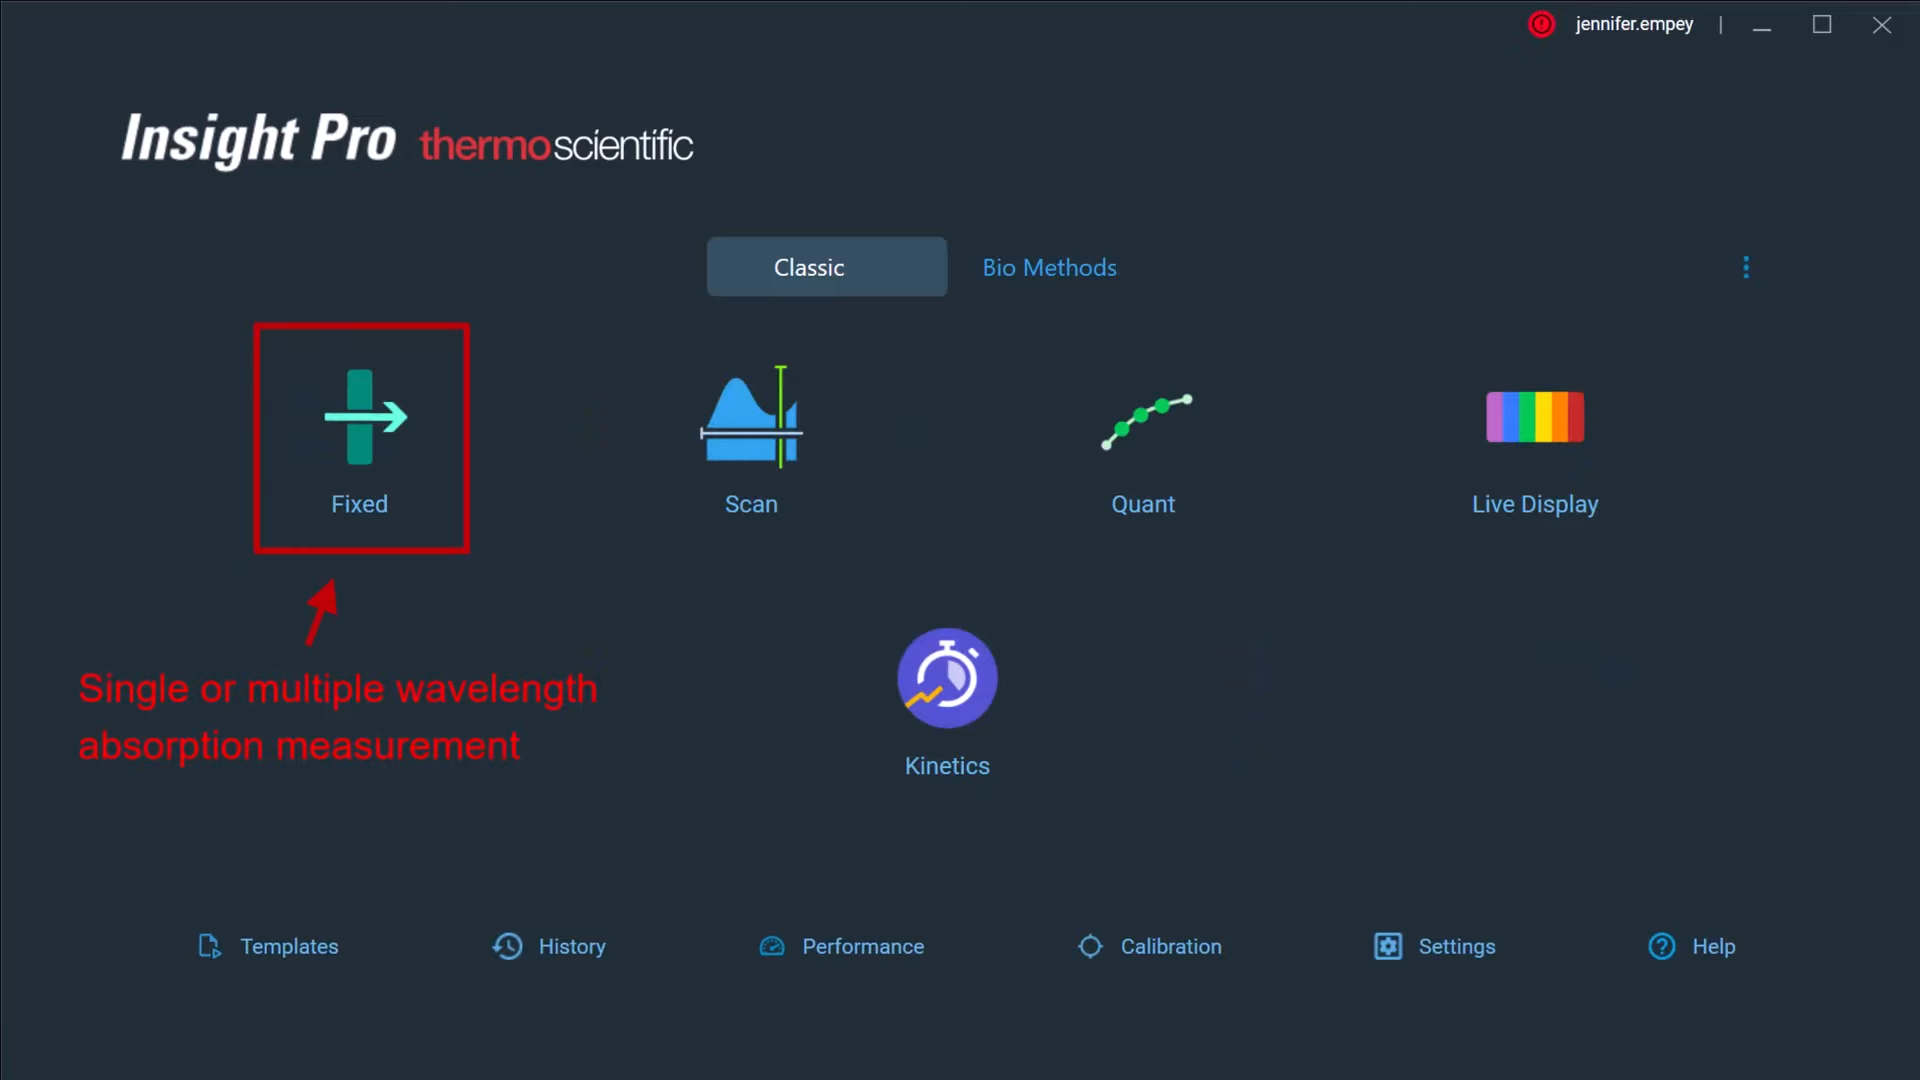 jennifer.empey
Insight Pro thermoscientific
Classic
Bio Methods
Fixed
Scan
Quant
Live Display
Single or multiple wavelength
absorption measurement
Kinetics
Templates
History
Performance
Calibration
Settings
Help